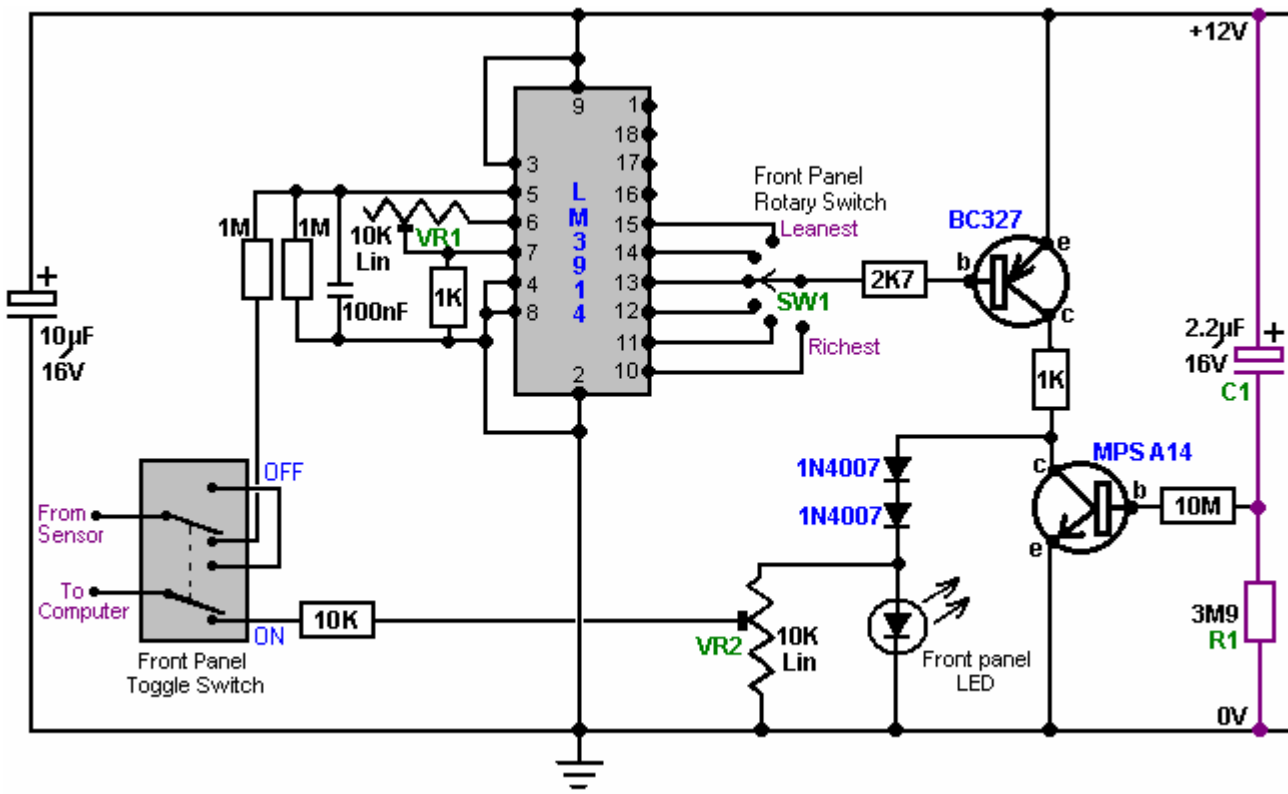 +12V
9
1
18
17
16
15
14
13
12
11
10
3
5
6
7
4
8
2
L
M
3
9
1
4
Front Panel
Rotary Switch
Leanest
SW1
Richest
BC327
e
b
c
2K7
1M
1M
10K
Lin
VR1
1K
100nF
+
10µF
16V
1K
2.2µF
16V
+
C1
MPSA14
c
b
e
10M
1N4007
1N4007
OFF
From
Sensor
To
Computer
ON
10K
VR2
10K
Lin
Front panel
LED
3M9
R1
Front Panel
Toggle Switch
0V